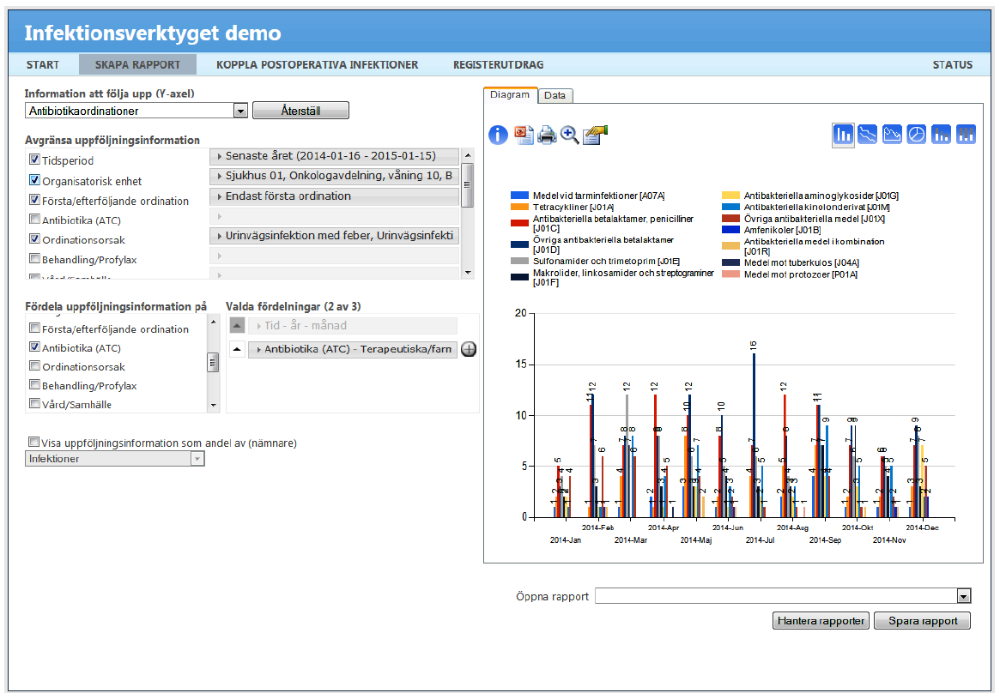 Infektionsverktyget demo
START SKAPA RAPPORT KOPPLA POSTOPERATIVA INFEKTIONER REGISTERUTDRAG STATUS
Information att följa upp (Y-axel)
Antibiotikaordinationer Återställ
Avgränsa uppföljningsinformation
Tidsperiod Senaste året (2014-01-16 - 2015-01-15)
Organisatorisk enhet Sjukhus 01, Onkologavdelning, våning 10, B
Första/efterföljande ordination Endast första ordination
Antibiotika (ATC)
Ordinationsorsak Urinvägsinfektion med feber, Urinvägsinfekti
Behandling/Profylax
Vård/Samhälle
Fördela uppföljningsinformation på
Första/efterföljande ordination
Antibiotika (ATC)
Ordinationsorsak
Behandling/Profylax
Vård/Samhälle
Valda fördelningar (2 av 3)
Tid - år - månad
Antibiotika (ATC) - Terapeutiska/farm
Visa uppföljningsinformation som andel av (nämnare)
Infektioner
Diagram Data
Medel vid tarminfektioner [A07A]
Tetracykliner [J01A]
Antibakteriella betalaktamer, penicilliner
[J01C]
Övriga antibakteriella betalaktamer
[J01D]
Sulfonamider och trimetoprim [J01E]
Makrolider, linkosamider och streptograminer
[J01F]
Antibakteriella aminoglykosider [J01G]
Antibakteriella kinolonderivat [J01M]
Övriga antibakteriella medel [J01X]
Amfenikoler [J01B]
Antibakteriella medel i kombination
[J01R]
Medel mot tuberkulos [J04A]
Medel mot protozoer [P01A]
20
15
10
5
0
2014-Feb 2014-Apr 2014-Jun 2014-Aug 2014-Okt 2014-Dec
2014-Jan 2014-Mar 2014-Maj 2014-Jul 2014-Sep 2014-Nov
Öppna rapport
Hantera rapporter Spara rapport